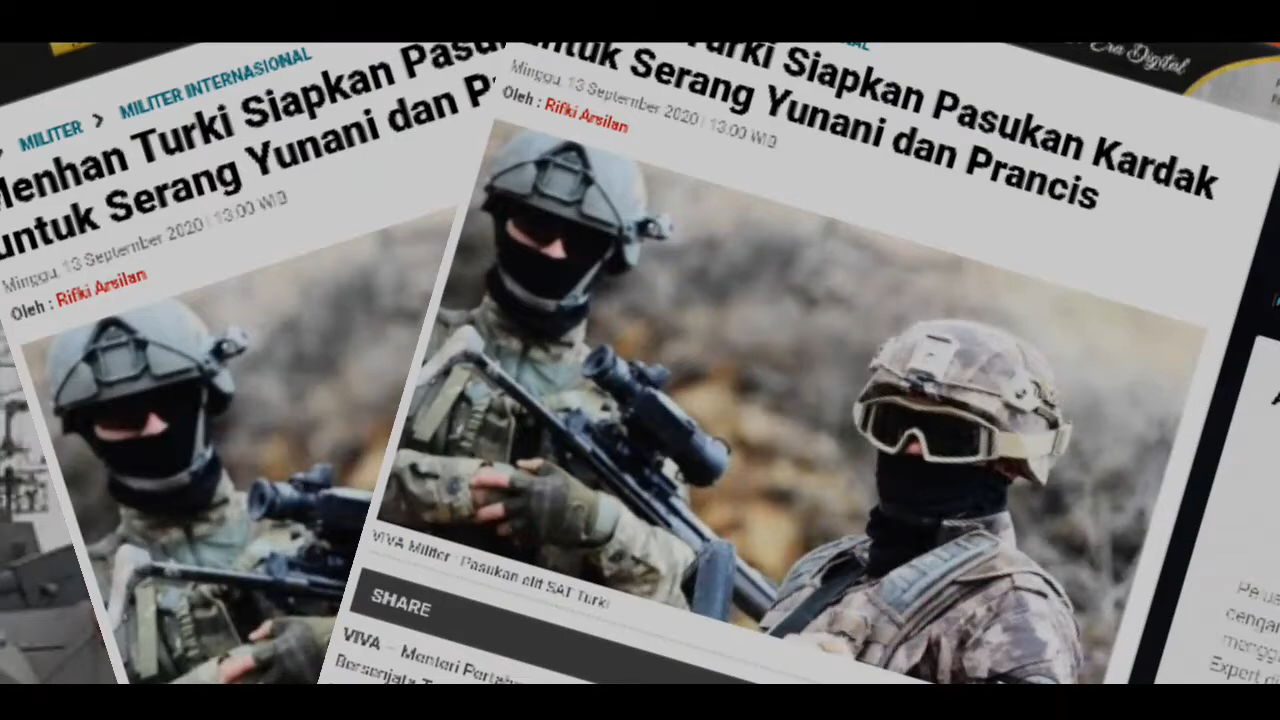 MILITER > MILITER INTERNASIONAL
Menhan Turki Siapkan
untuk Serang Yunani dan
Minggu, 13 September 2020 | 13.00 WIB
Oleh : Rifki Arsilan
Era Digital
Turki Siapkan Pasukan Kardak
untuk Serang Yunani dan Prancis
Minggu, 13 September 2020 | 13.00 WIB
Oleh : Rifki Arsilan
VIVA Militer : Pasukan elit SAT Turki
SHARE
VIVA – Menteri